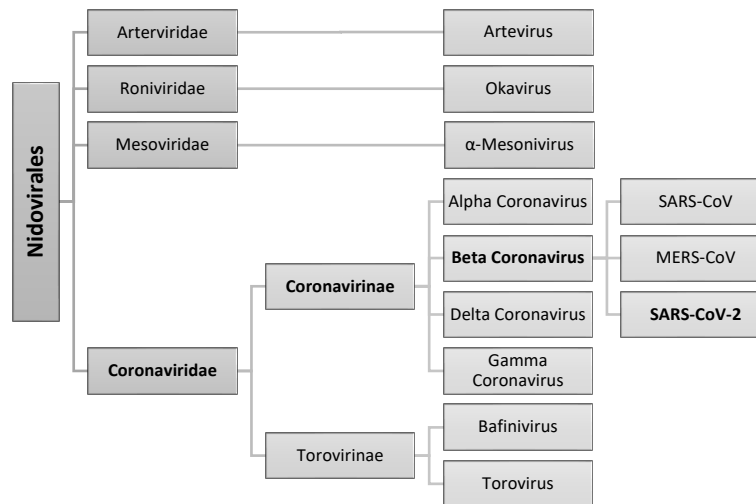 Nidovirales
Arterviridae
Artevirus
Roniviridae
Okavirus
Mesoviridae
α-Mesonivirus
Coronaviridae
Coronavirinae
Alpha Coronavirus
Beta Coronavirus
SARS-CoV
MERS-CoV
SARS-CoV-2
Delta Coronavirus
Gamma
Coronavirus
Torovirinae
Bafinivirus
Torovirus